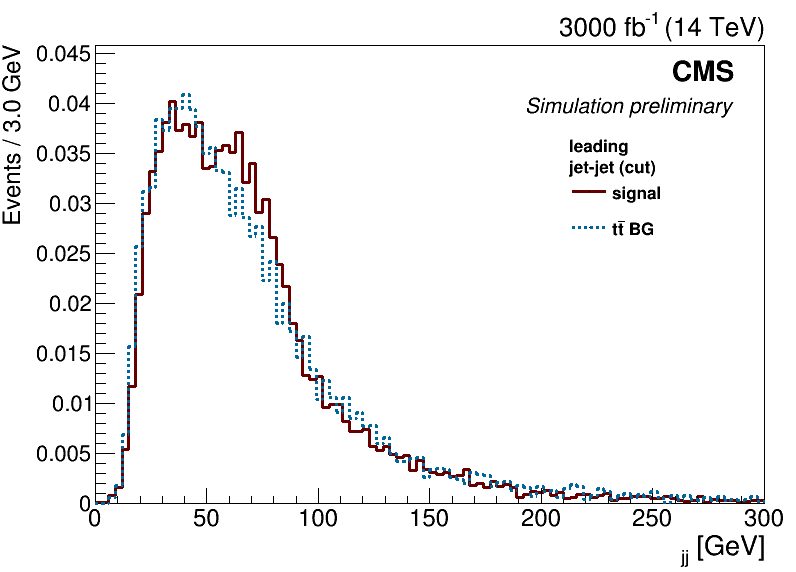 3000 fb⁻¹ (14 TeV)
CMS
Simulation preliminary
leading
jet-jet (cut)
signal
tt̄ BG
Events / 3.0 GeV
0.045
0.04
0.035
0.03
0.025
0.02
0.015
0.01
0.005
0
0 50 100 150 200 250 300
jj [GeV]